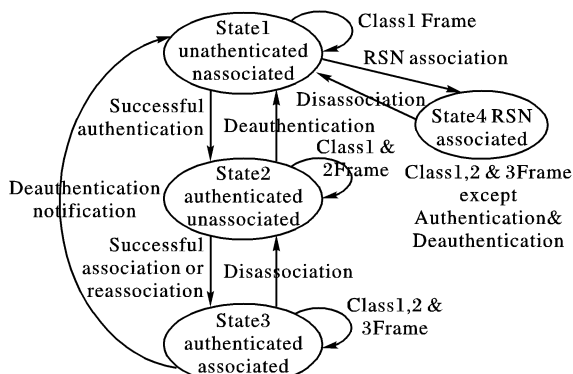 State1
unathenticated
nassociated
Class1 Frame
RSN association
Disassociation
State4 RSN
associated
Class1,2 & 3Frame
except
Authentication&
Deauthentication
Successful
authentication
Deauthentication
Class1 &
2Frame
State2
authenticated
unassociated
Deauthentication
notification
Successful
association or
reassociation
Disassociation
Class1,2 &
3Frame
State3
authenticated
associated